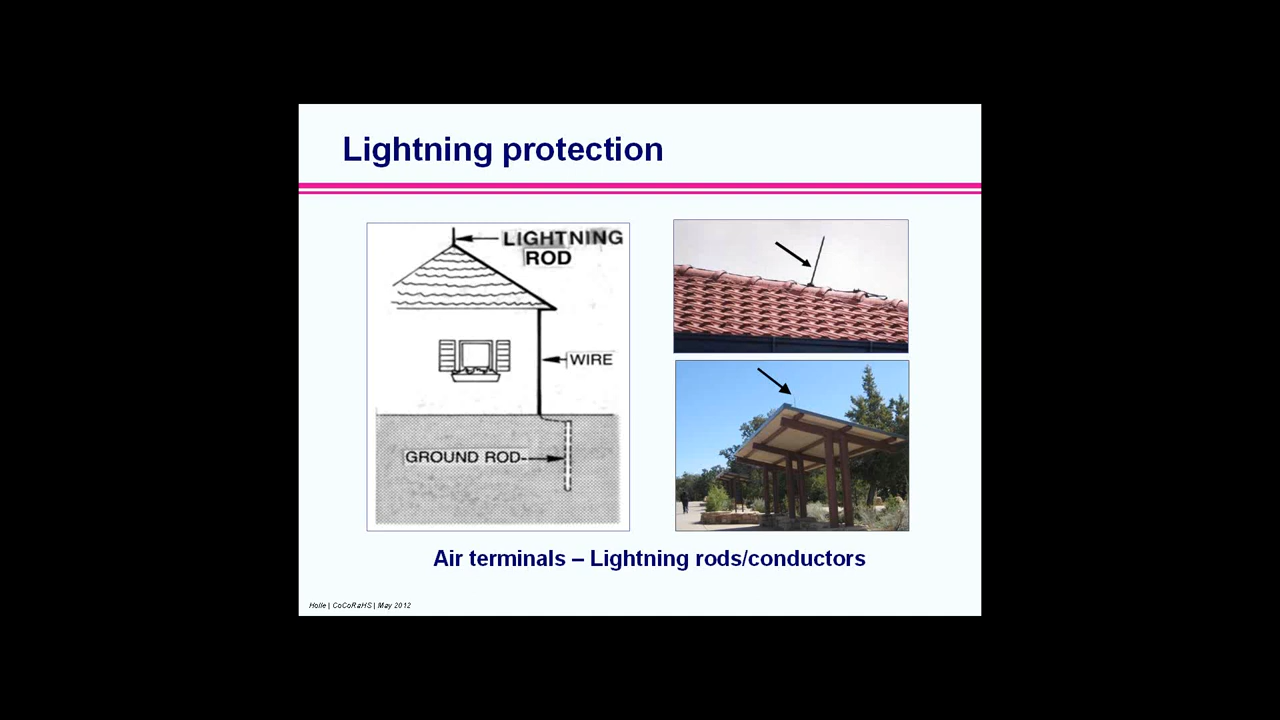 Lightning protection
LIGHTNING
ROD
WIRE
GROUND ROD
Air terminals – Lightning rods/conductors
Holle | CoCoRaHS | May 2012